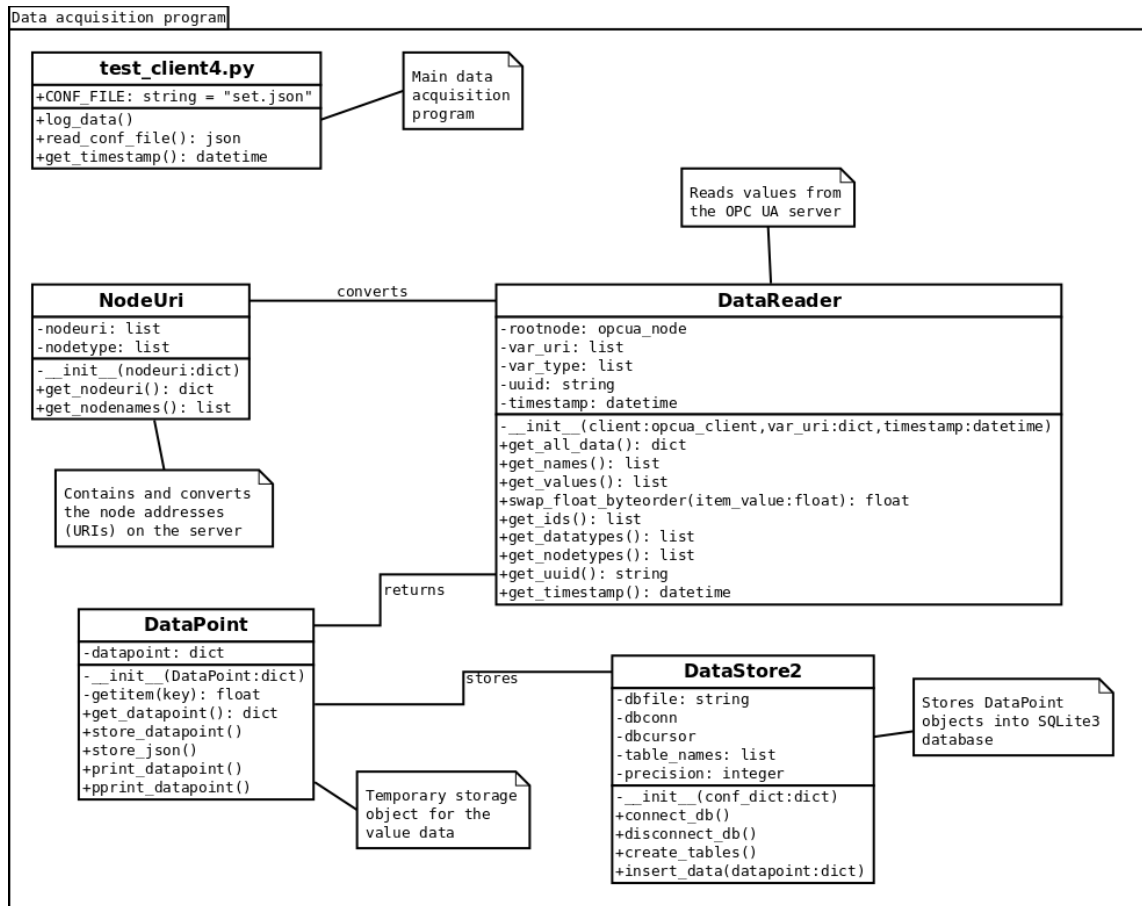 Data acquisition program
test_client4.py
+CONF_FILE: string = "set.json"
+log_data()
+read_conf_file(): json
+get_timestamp(): datetime
Main data
acquisition
program
Reads values from
the OPC UA server
NodeUri
-nodeuri: list
-nodetype: list
-__init__(nodeuri:dict)
+get_nodeuri(): dict
+get_nodenames(): list
converts
DataReader
-rootnode: opcua_node
-var_uri: list
-var_type: list
-uuid: string
-timestamp: datetime
-__init__(client:opcua_client,var_uri:dict,timestamp:datetime)
+get_all_data(): dict
+get_names(): list
+get_values(): list
+swap_float_byteorder(item_value:float): float
+get_ids(): list
+get_datatypes(): list
+get_nodetypes(): list
+get_uuid(): string
+get_timestamp(): datetime
Contains and converts
the node addresses
(URIs) on the server
returns
DataPoint
-datapoint: dict
-__init__(DataPoint:dict)
-getitem(key): float
+get_datapoint(): dict
+store_datapoint()
+store_json()
+print_datapoint()
+pprint_datapoint()
stores
DataStore2
-dbfile: string
-dbconn
-dbcursor
-table_names: list
-precision: integer
-__init__(conf_dict:dict)
+connect_db()
+disconnect_db()
+create_tables()
+insert_data(datapoint:dict)
Stores DataPoint
objects into SQLite3
database
Temporary storage
object for the
value data